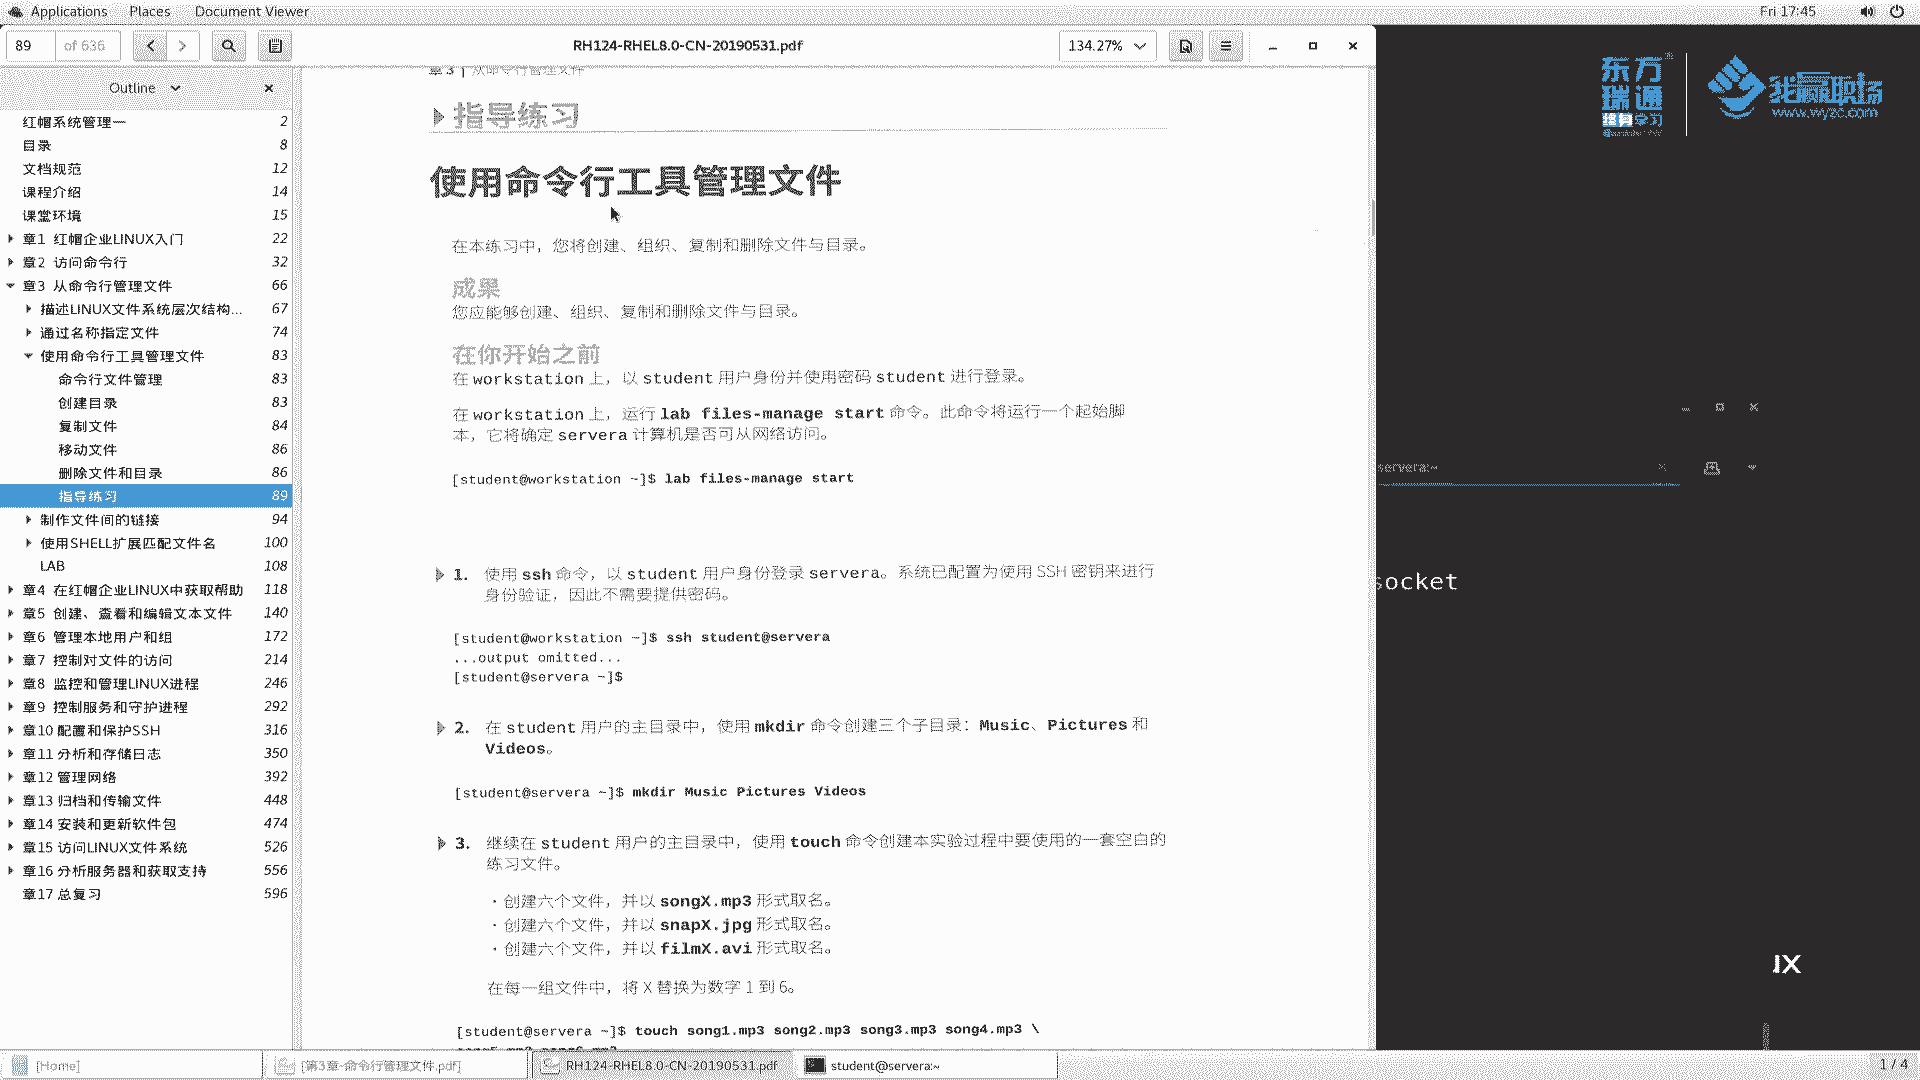 Applications Places Document Viewer
Fri 17:45
89 of 636
RH124-RHEL8.0-CN-20190531.pdf
134.27%
Outline
红帽系统管理一 2
目录 8
文档规范 12
课程介绍 14
课堂环境 15
章1 红帽企业LINUX入门 22
章2 访问命令行 32
章3 从命令行管理文件 66
描述LINUX文件系统层次结构... 67
通过名称指定文件 74
使用命令行工具管理文件 83
命令行文件管理 83
创建目录 83
复制文件 84
移动文件 86
删除文件和目录 86
指导练习 89
制作文件间的链接 94
使用SHELL扩展匹配文件名 100
LAB 108
章4 在红帽企业LINUX中获取帮助 118
章5 创建、查看和编辑文本文件 140
章6 管理本地用户和组 172
章7 控制对文件的访问 214
章8 监控和管理LINUX进程 246
章9 控制服务和守护进程 292
章10 配置和保护SSH 316
章11 分析和存储日志 350
章12 管理网络 392
章13 归档和传输文件 448
章14 安装和更新软件包 474
章15 访问LINUX文件系统 526
章16 分析服务器和获取支持 556
章17 总复习 596
章 3 | 从命令行管理文件
指导练习
使用命令行工具管理文件
在本练习中，您将创建、组织、复制和删除文件与目录。
成果
您应能够创建、组织、复制和删除文件与目录。
在你开始之前
在 workstation 上，以 student 用户身份并使用密码 student 进行登录。
在 workstation 上，运行 lab files-manage start 命令。此命令将运行一个起始脚
本，它将确定 servera 计算机是否可从网络访问。
[student@workstation ~]$ lab files-manage start
1. 使用 ssh 命令，以 student 用户身份登录 servera。系统已配置为使用 SSH 密钥来进行
身份验证，因此不需要提供密码。
[student@workstation ~]$ ssh student@servera
...output omitted...
[student@servera ~]$
2. 在 student 用户的主目录中，使用 mkdir 命令创建三个子目录：Music、Pictures 和
Videos。
[student@servera ~]$ mkdir Music Pictures Videos
3. 继续在 student 用户的主目录中，使用 touch 命令创建本实验过程中要使用的一套空白的
练习文件。
· 创建六个文件，并以 songX.mp3 形式取名。
· 创建六个文件，并以 snapX.jpg 形式取名。
· 创建六个文件，并以 filmX.avi 形式取名。
在每一组文件中，将 X 替换为数字 1 到 6。
[student@servera ~]$ touch song1.mp3 song2.mp3 song3.mp3 song4.mp3 \
song5.mp3 song6.mp3
东方
瑞通
终身学习
我赢职场
www.wyzc.com
servera:~
socket
UX
[Home]
[第3章-命令行管理文件.pdf]
RH124-RHEL8.0-CN-20190531.pdf
student@servera:~
1 / 4